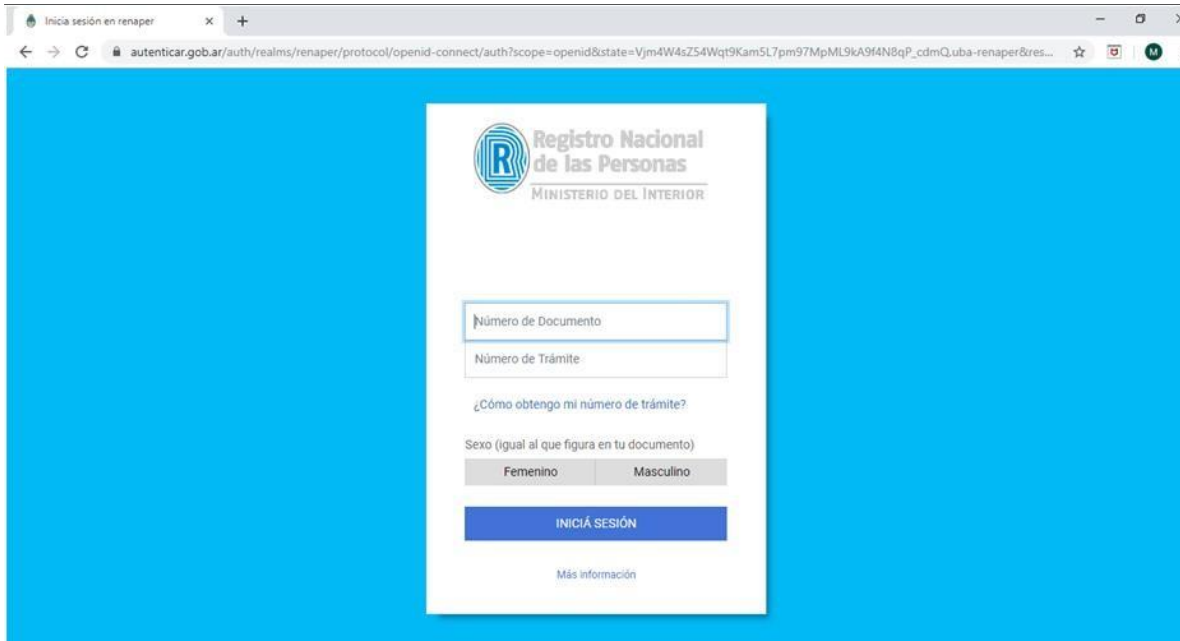 Inicia sesión en renaper
autenticar.gob.ar/auth/realms/renaper/protocol/openid-connect/auth?scope=openid&state=Vjm4W4sZ54Wqt9Kam5L7pm97MpML9kA9f4N8qP_cdmQ.uba-renaper&res...
M
R
Registro Nacional
de las Personas
MINISTERIO DEL INTERIOR
Número de Documento
Número de Trámite
¿Cómo obtengo mi número de trámite?
Sexo (igual al que figura en tu documento)
Femenino Masculino
INICIÁ SESIÓN
Más información